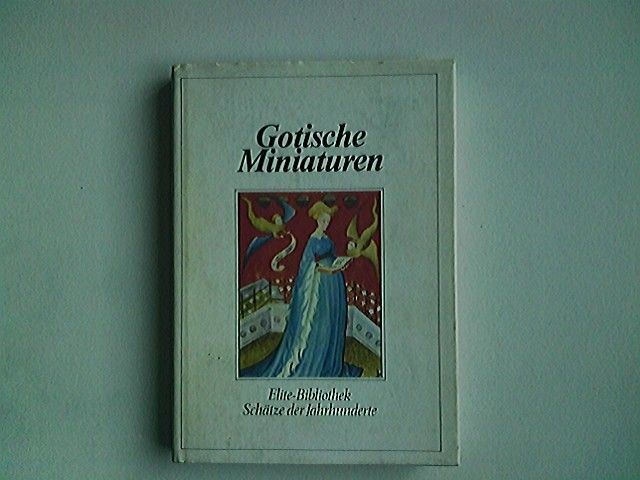 Gotische
Miniaturen
Elite-Bibliothek
Schätze der Jahrhunderte